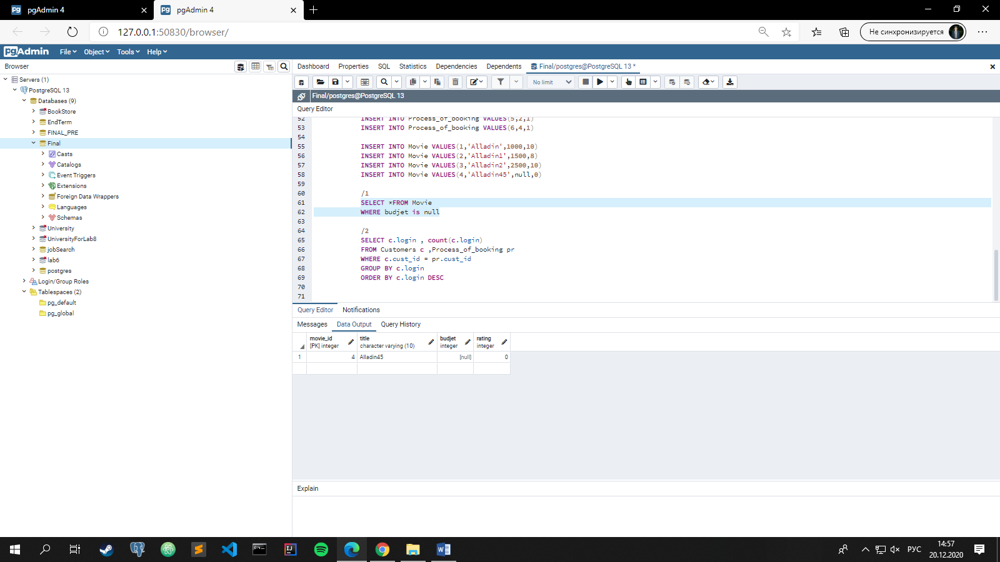 pgAdmin 4
pgAdmin 4
127.0.0.1:50830/browser/
Не синхронизируется
pgAdmin File Object Tools Help
Browser
Dashboard Properties SQL Statistics Dependencies Dependents Final/postgres@PostgreSQL 13 *
Servers (1)
PostgreSQL 13
Databases (9)
BookStore
EndTerm
FINAL_PRE
Final
Casts
Catalogs
Event Triggers
Extensions
Foreign Data Wrappers
Languages
Schemas
University
UniversityForLab8
jobSearch
lab6
postgres
Login/Group Roles
Tablespaces (2)
pg_default
pg_global
No limit
Final/postgres@PostgreSQL 13
Query Editor
52 INSERT INTO Process_of_booking VALUES(5,2,1)
53 INSERT INTO Process_of_booking VALUES(6,4,1)
54
55 INSERT INTO Movie VALUES(1,'Alladin',1000,10)
56 INSERT INTO Movie VALUES(2,'Alladin1',1500,8)
57 INSERT INTO Movie VALUES(3,'Alladin2',2500,10)
58 INSERT INTO Movie VALUES(4,'Alladin45',null,0)
59
60 /1
61 SELECT *FROM Movie
62 WHERE budjet is null
63
64 /2
65 SELECT c.login , count(c.login)
66 FROM Customers c ,Process_of_booking pr
67 WHERE c.cust_id = pr.cust_id
68 GROUP BY c.login
69 ORDER BY c.login DESC
70
71
Query Editor Notifications
Messages Data Output Query History
movie_id title budjet rating
[PK] integer character varying (10) integer integer
1 4 Alladin45 [null] 0
Explain
РУС
14:57
20.12.2020